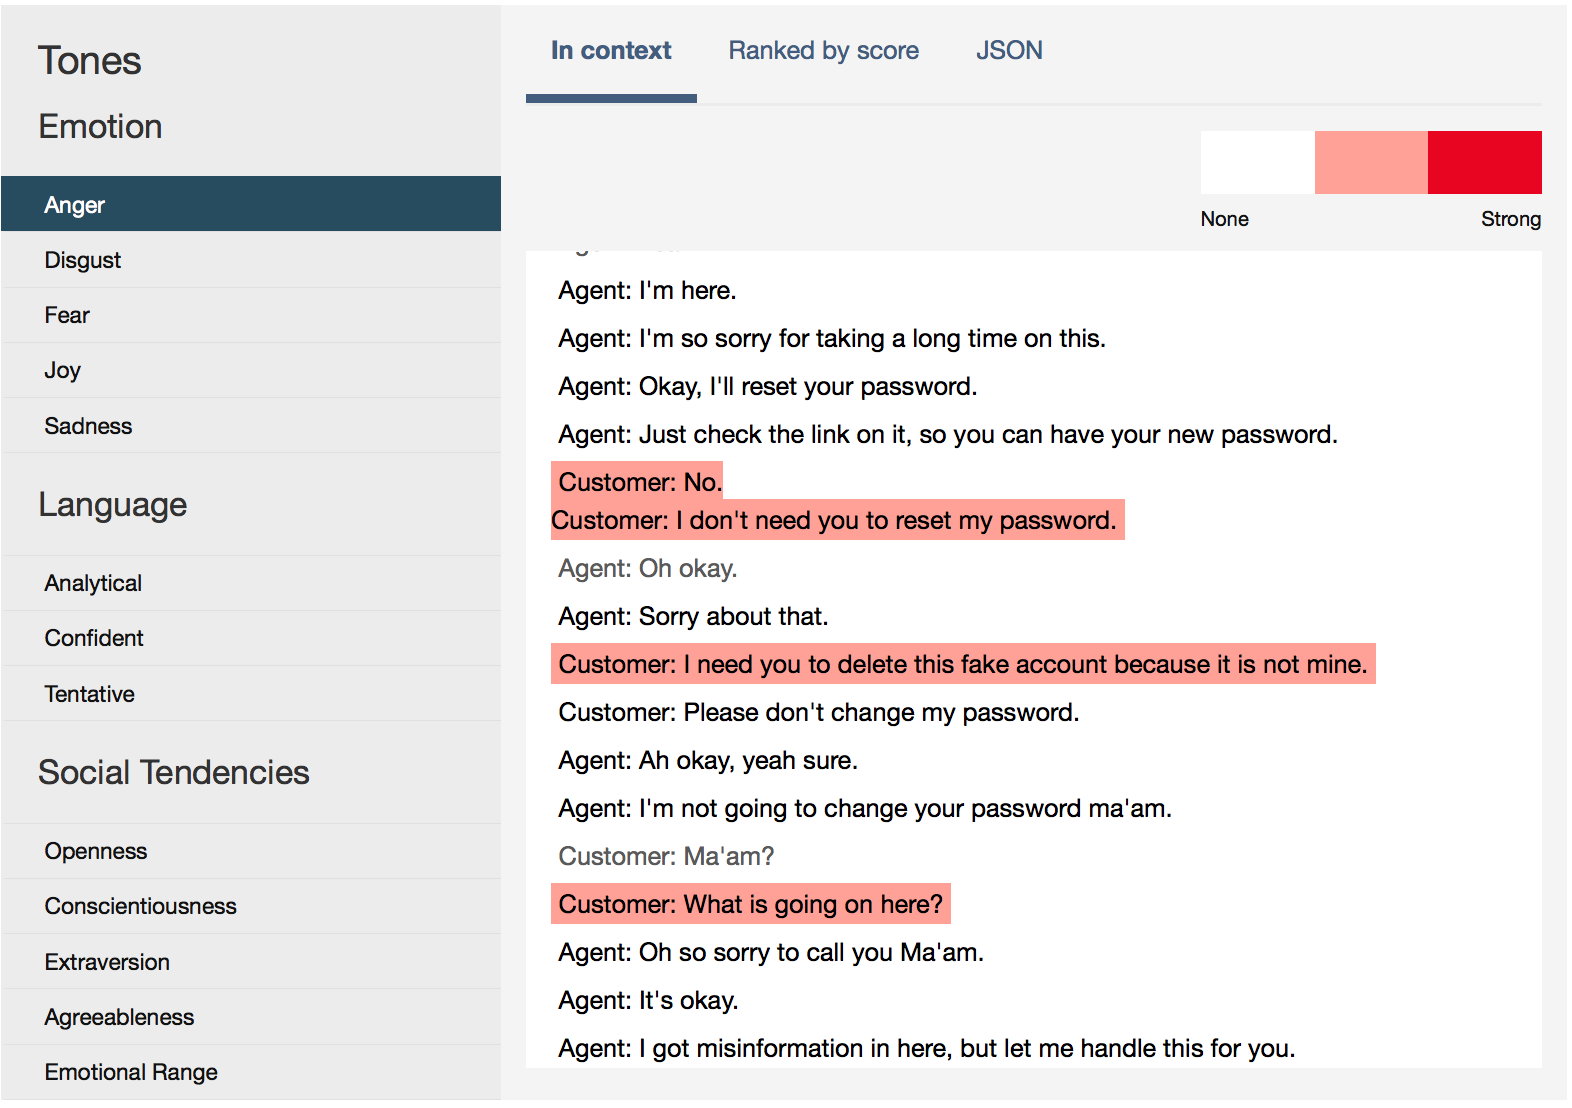 Tones
Emotion
Anger
Disgust
Fear
Joy
Sadness
Language
Analytical
Confident
Tentative
Social Tendencies
Openness
Conscientiousness
Extraversion
Agreeableness
Emotional Range
In context
Ranked by score
JSON
None
Strong
Agent: I'm here.
Agent: I'm so sorry for taking a long time on this.
Agent: Okay, I'll reset your password.
Agent: Just check the link on it, so you can have your new password.
Customer: No.
Customer: I don't need you to reset my password.
Agent: Oh okay.
Agent: Sorry about that.
Customer: I need you to delete this fake account because it is not mine.
Customer: Please don't change my password.
Agent: Ah okay, yeah sure.
Agent: I'm not going to change your password ma'am.
Customer: Ma'am?
Customer: What is going on here?
Agent: Oh so sorry to call you Ma'am.
Agent: It's okay.
Agent: I got misinformation in here, but let me handle this for you.